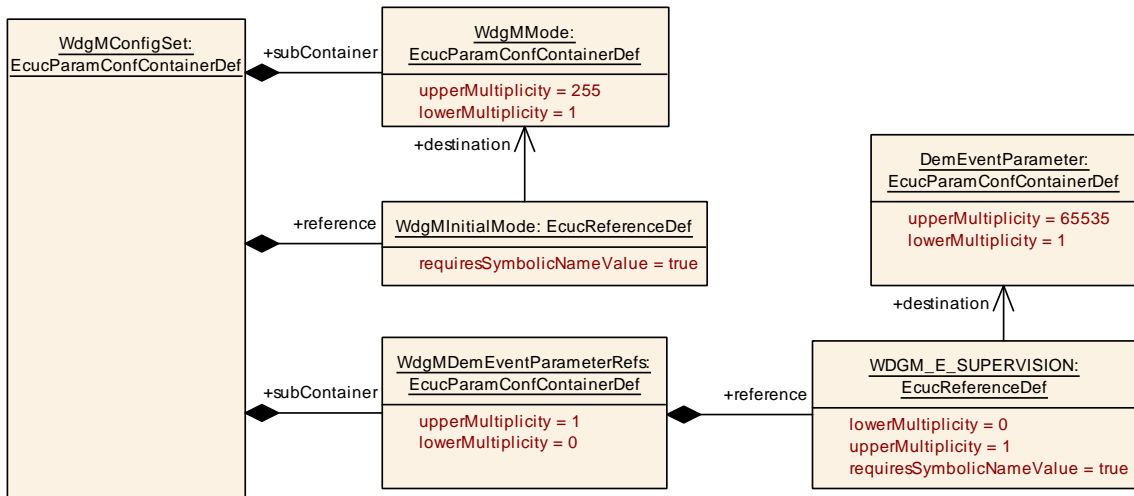 WdgMConfigSet:
EcucParamConfContainerDef
+subContainer
WdgMMode:
EcucParamConfContainerDef
upperMultiplicity = 255
lowerMultiplicity = 1
+destination
+reference
WdgMInitialMode: EcucReferenceDef
requiresSymbolicNameValue = true
DemEventParameter:
EcucParamConfContainerDef
upperMultiplicity = 65535
lowerMultiplicity = 1
+destination
+subContainer
WdgMDemEventParameterRefs:
EcucParamConfContainerDef
upperMultiplicity = 1
lowerMultiplicity = 0
+reference
WDGM_E_SUPERVISION:
EcucReferenceDef
lowerMultiplicity = 0
upperMultiplicity = 1
requiresSymbolicNameValue = true